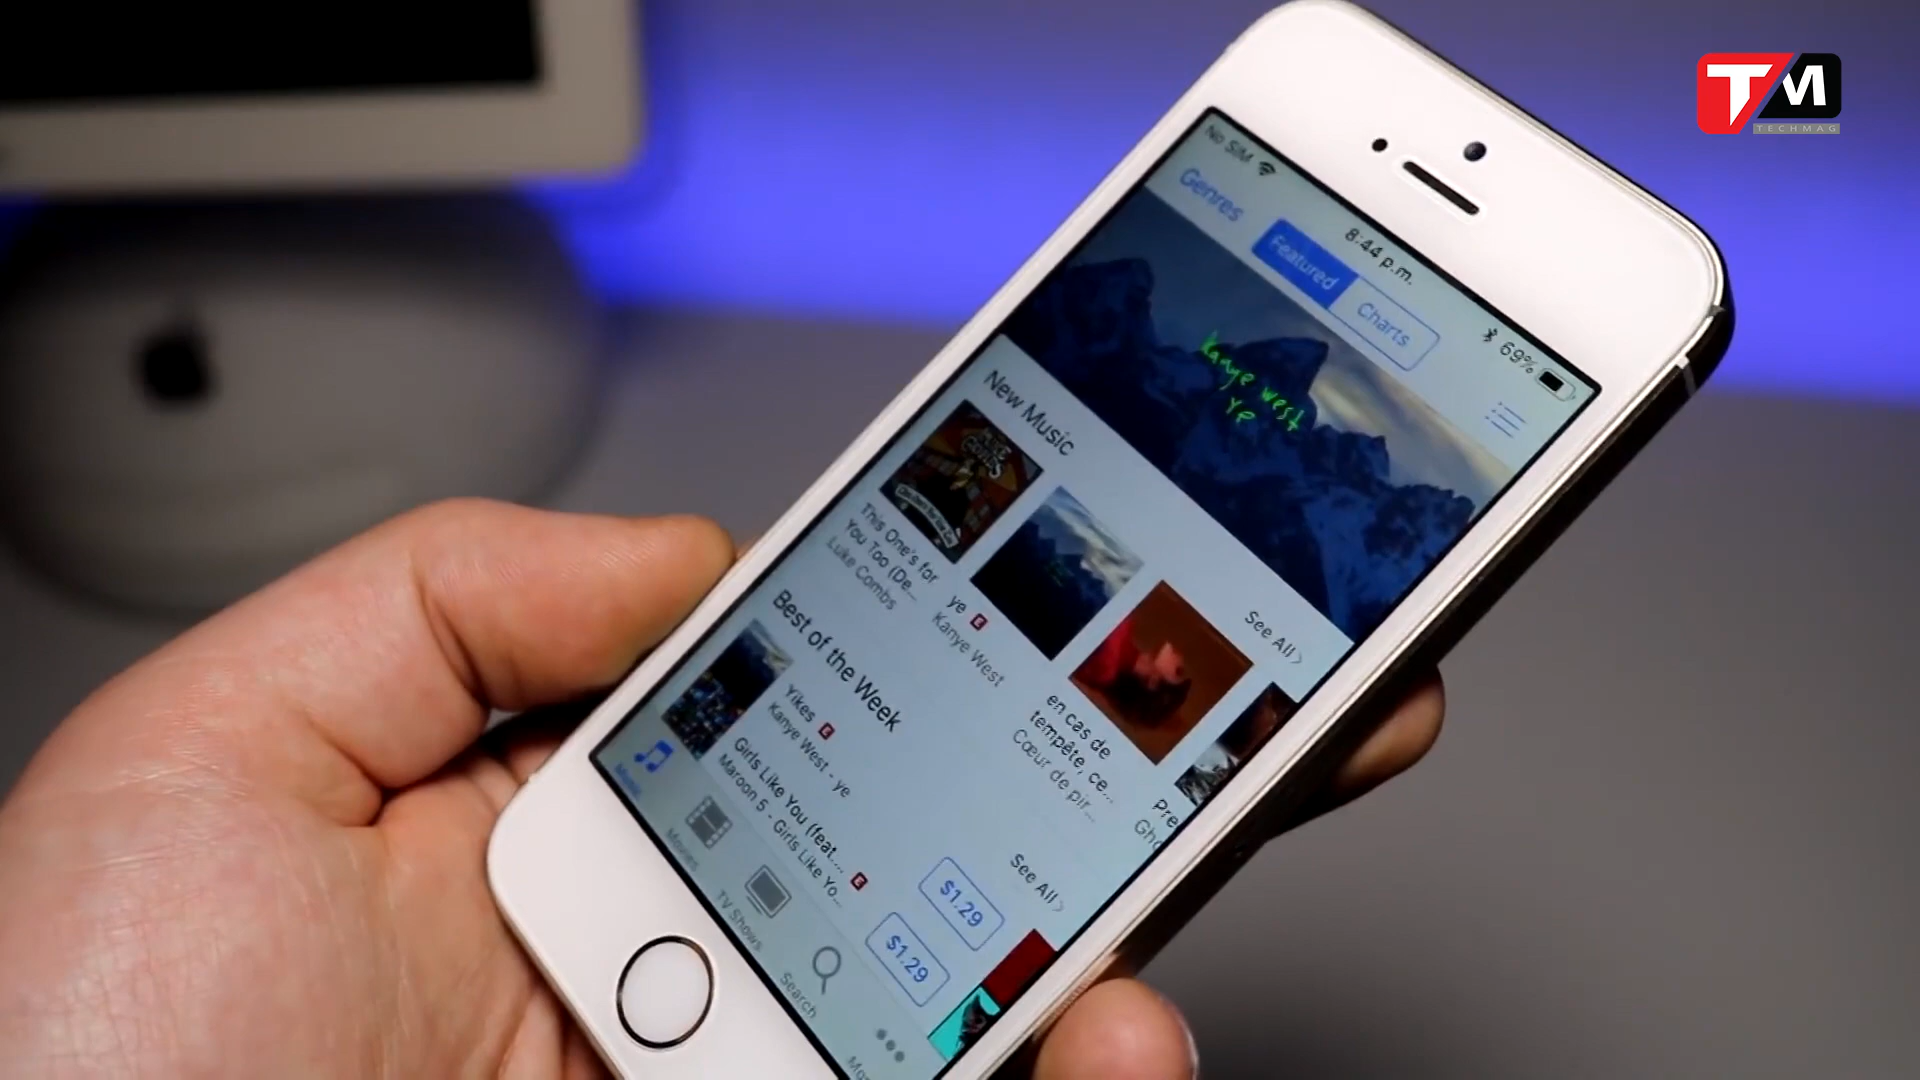 TM
TECHMAG
No SIM
8:44 p.m.
69%
Genres
Featured
Charts
Kanye west
ye
New Music
See All >
This One's for
You Too (De...
Luke Combs
ye E
Kanye West
en cas de
tempête, ce...
Cœur de pir...
Pre
Gho
Best of the Week
See All >
Yikes E
Kanye West - ye
$1.29
Girls Like You (feat... E
Maroon 5 - Girls Like Yo...
$1.29
Music
Movies
TV Shows
Search